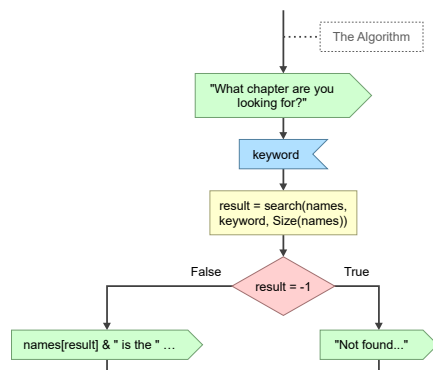 The Algorithm
"What chapter are you
looking for?"
keyword
result = search(names,
keyword, Size(names))
False
True
result = -1
names[result] & " is the " ...
"Not found..."